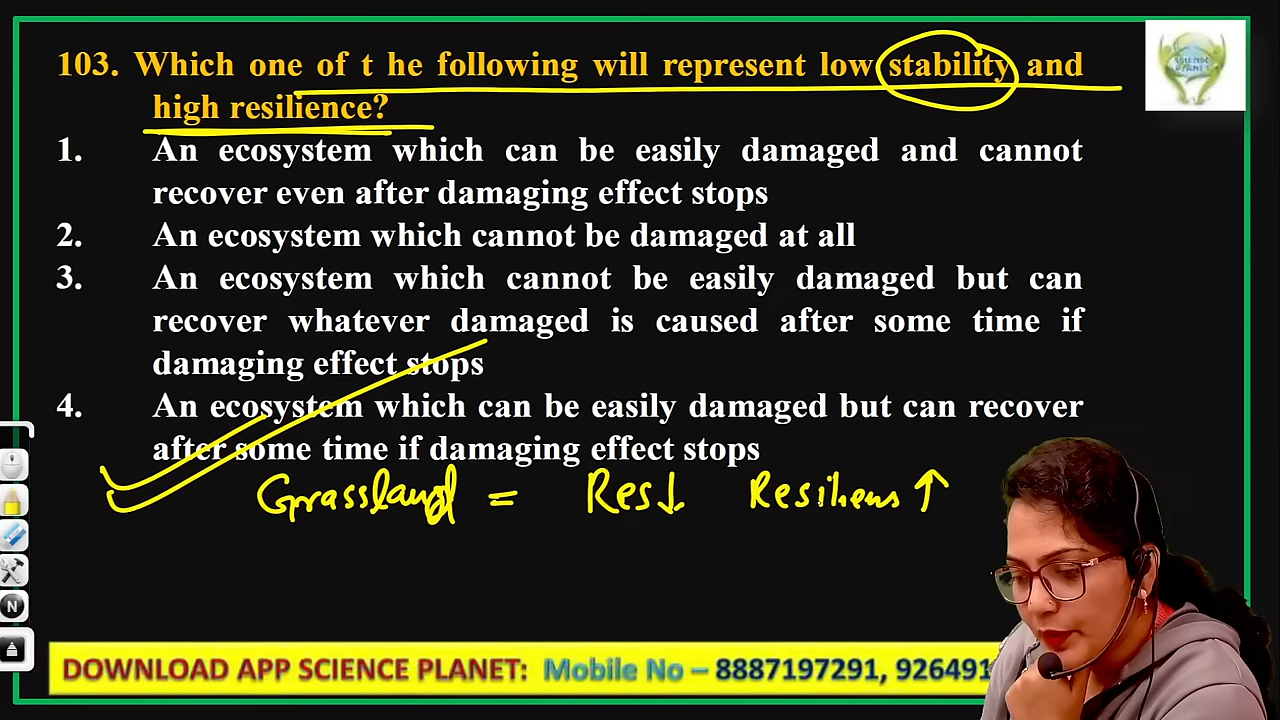 103. Which one of t he following will represent low stability and
high resilience?
1. An ecosystem which can be easily damaged and cannot
recover even after damaging effect stops
2. An ecosystem which cannot be damaged at all
3. An ecosystem which cannot be easily damaged but can
recover whatever damaged is caused after some time if
damaging effect stops
4. An ecosystem which can be easily damaged but can recover
after some time if damaging effect stops
Grassland = Res↓ Resiliens ↑
DOWNLOAD APP SCIENCE PLANET: Mobile No – 8887197291, 926491
SCIENCE
PLANET
N